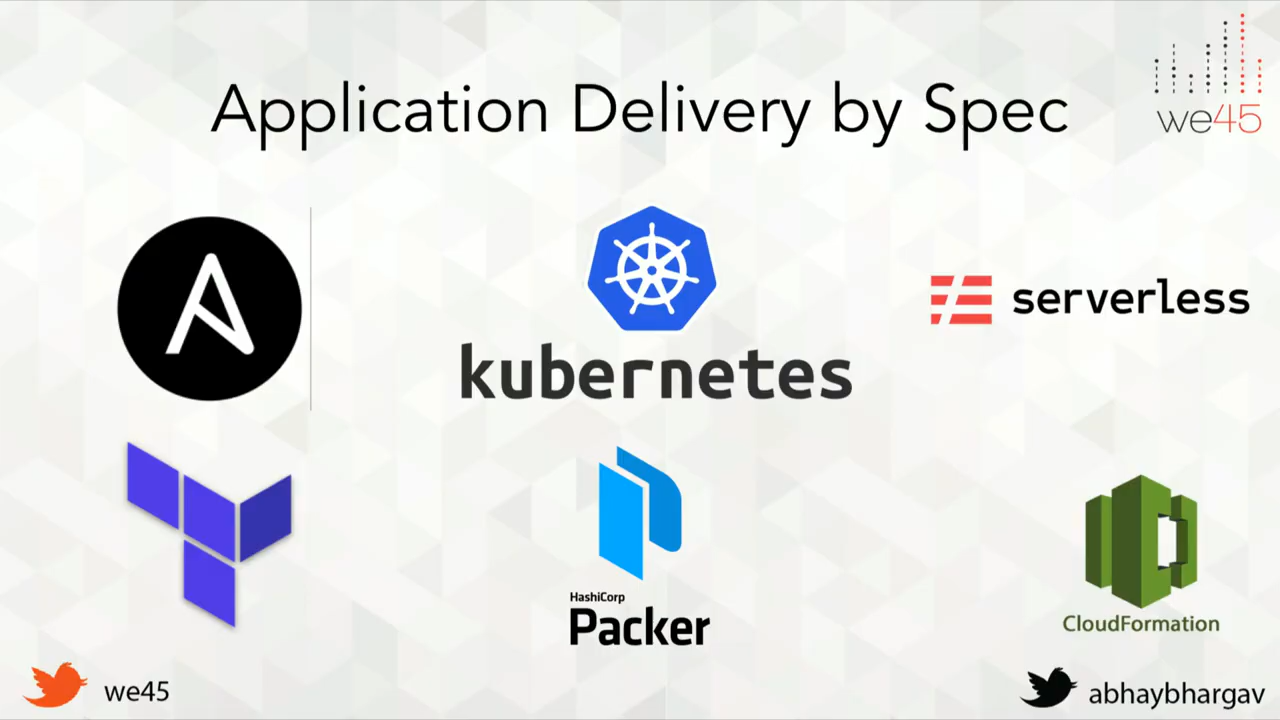 Application Delivery by Spec
we45
kubernetes
serverless
HashiCorp
Packer
CloudFormation
we45
abhaybhargav